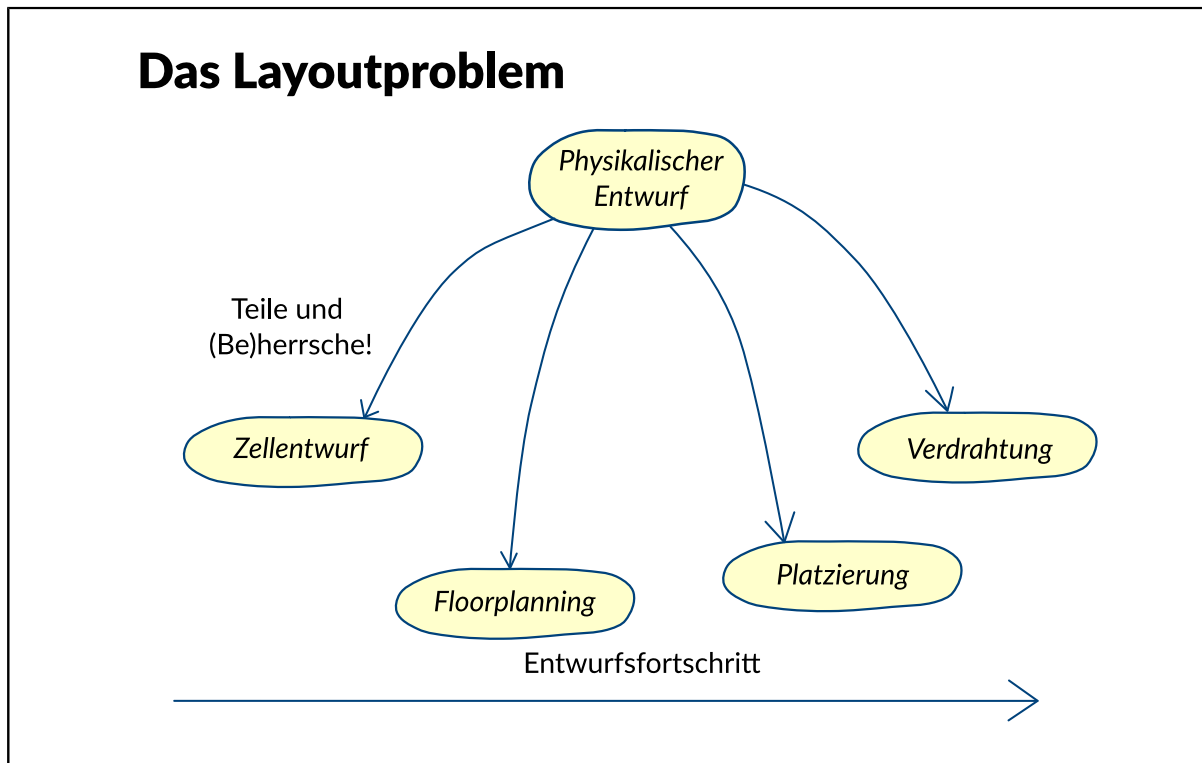 Das Layoutproblem
Physikalischer
Entwurf
Teile und
(Be)herrsche!
Zellentwurf
Verdrahtung
Platzierung
Floorplanning
Entwurfsfortschritt